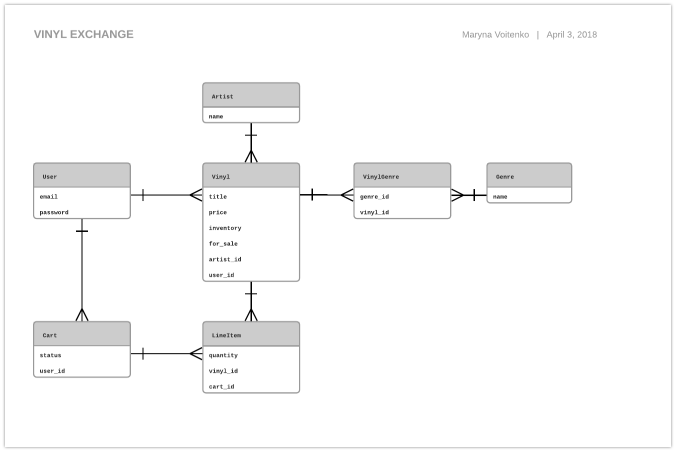 VINYL EXCHANGE
Maryna Voitenko | April 3, 2018
Artist
name
User
email
password
Vinyl
title
price
inventory
for_sale
artist_id
user_id
VinylGenre
genre_id
vinyl_id
Genre
name
Cart
status
user_id
LineItem
quantity
vinyl_id
cart_id